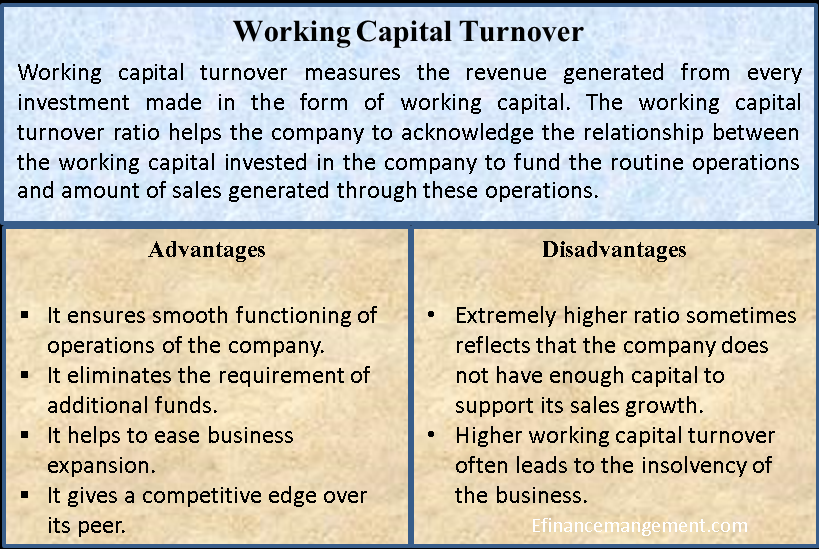 Working Capital Turnover
Working capital turnover measures the revenue generated from every
investment made in the form of working capital. The working capital
turnover ratio helps the company to acknowledge the relationship between
the working capital invested in the company to fund the routine operations
and amount of sales generated through these operations.
Advantages
▪ It ensures smooth functioning of
operations of the company.
▪ It eliminates the requirement of
additional funds.
▪ It helps to ease business
expansion.
▪ It gives a competitive edge over
its peer.
Disadvantages
• Extremely higher ratio sometimes
reflects that the company does
not have enough capital to
support its sales growth.
• Higher working capital turnover
often leads to the insolvency of
the business.
Efinancemangement.com